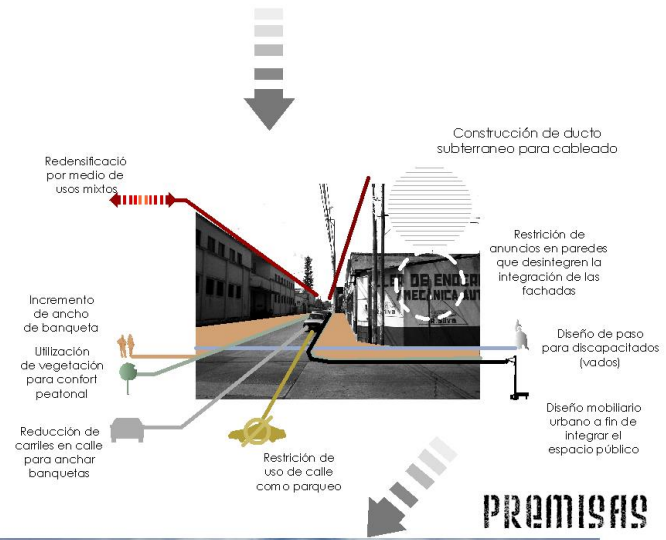 Construcción de ducto
subterraneo para cableado
Redensificació
por medio de
usos mixtos
Restrición de
anuncios en paredes
que desintegren la
integración de las
fachadas
MECÁNICA AUT
Incremento
de ancho
de banqueta
Utilización
de vegetación
para confort
peatonal
Diseño de paso
para discapacitados
(vados)
Reducción de
carriles en calle
para anchar
banquetas
Restrición de
uso de calle
como parqueo
Diseño mobiliario
urbano a fin de
integrar el
espacio público
PREMISAS